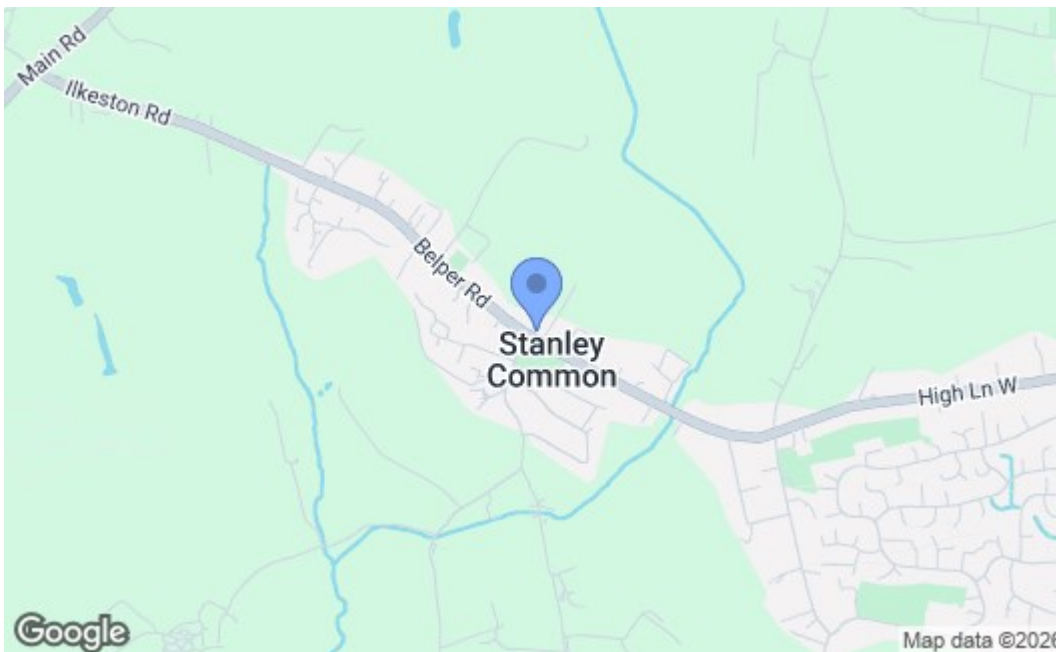 Main Rd
Ilkeston Rd
Belper Rd
Stanley
Common
High Ln W
Google
Map data ©2026